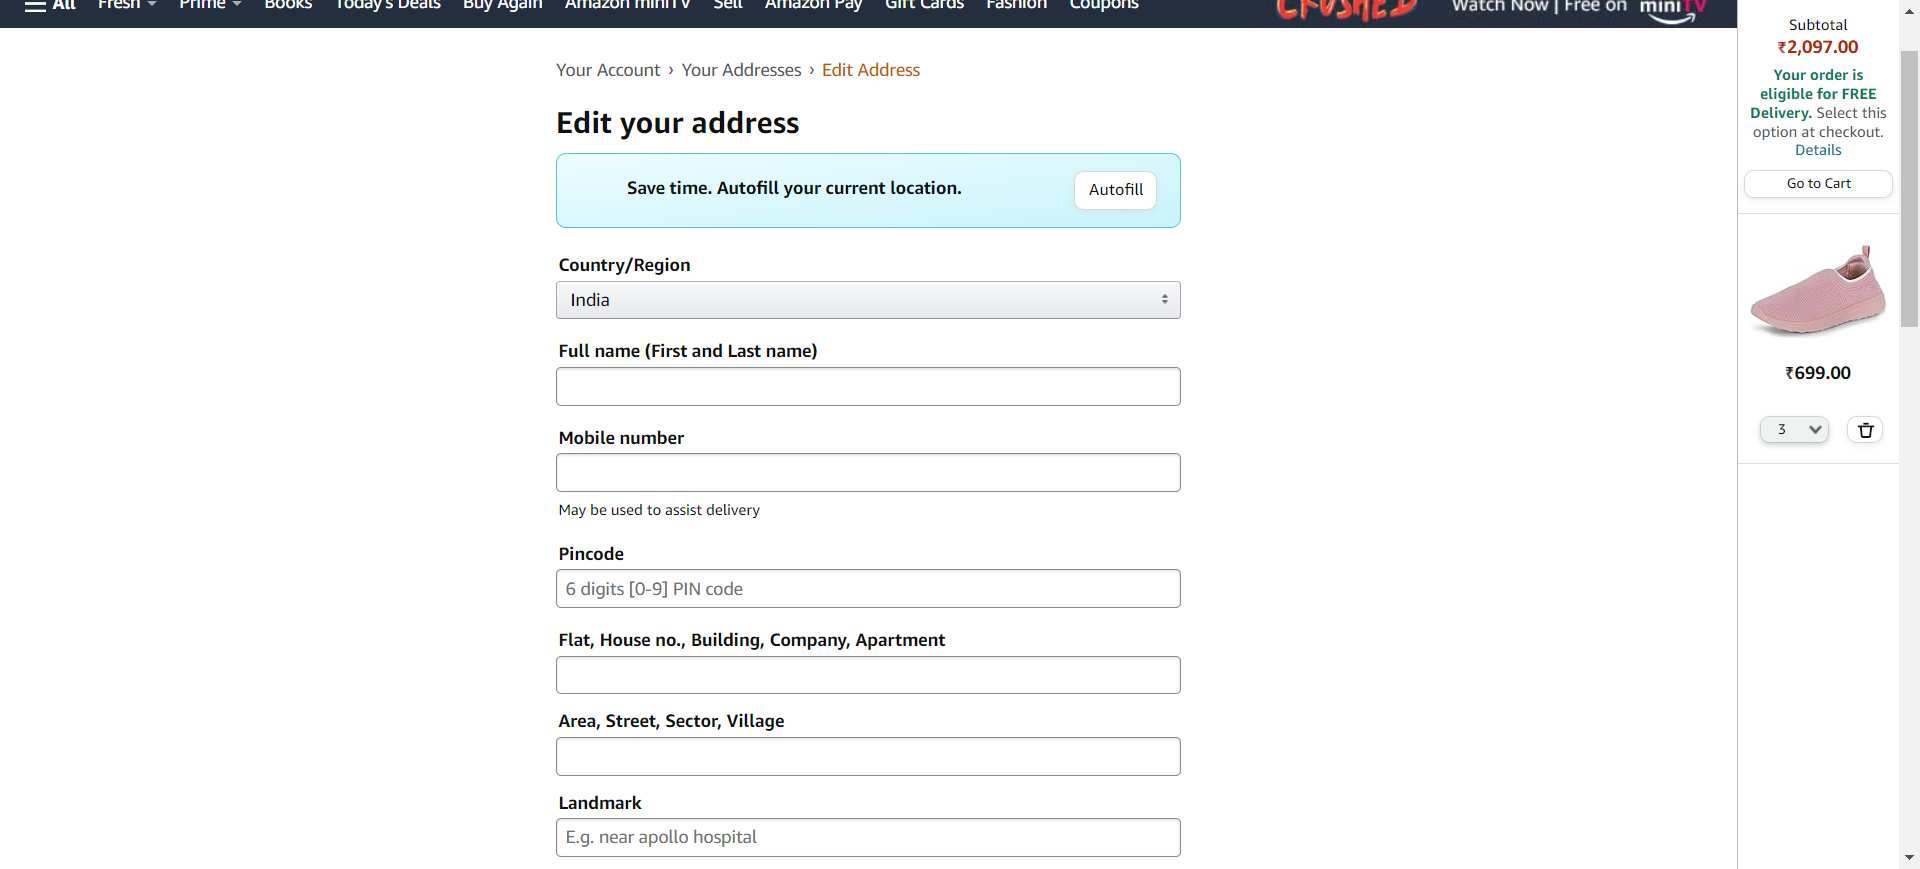 All Fresh Prime Books Today's Deals Buy Again Amazon miniTV Sell Amazon Pay Gift Cards Fashion Coupons CRUSHED Watch Now | Free on miniTV
Your Account › Your Addresses › Edit Address
Edit your address
Save time. Autofill your current location.
Autofill
Country/Region
India
Full name (First and Last name)
Mobile number
May be used to assist delivery
Pincode
6 digits [0-9] PIN code
Flat, House no., Building, Company, Apartment
Area, Street, Sector, Village
Landmark
E.g. near apollo hospital
Subtotal
₹2,097.00
Your order is
eligible for FREE
Delivery. Select this
option at checkout.
Details
Go to Cart
₹699.00
3